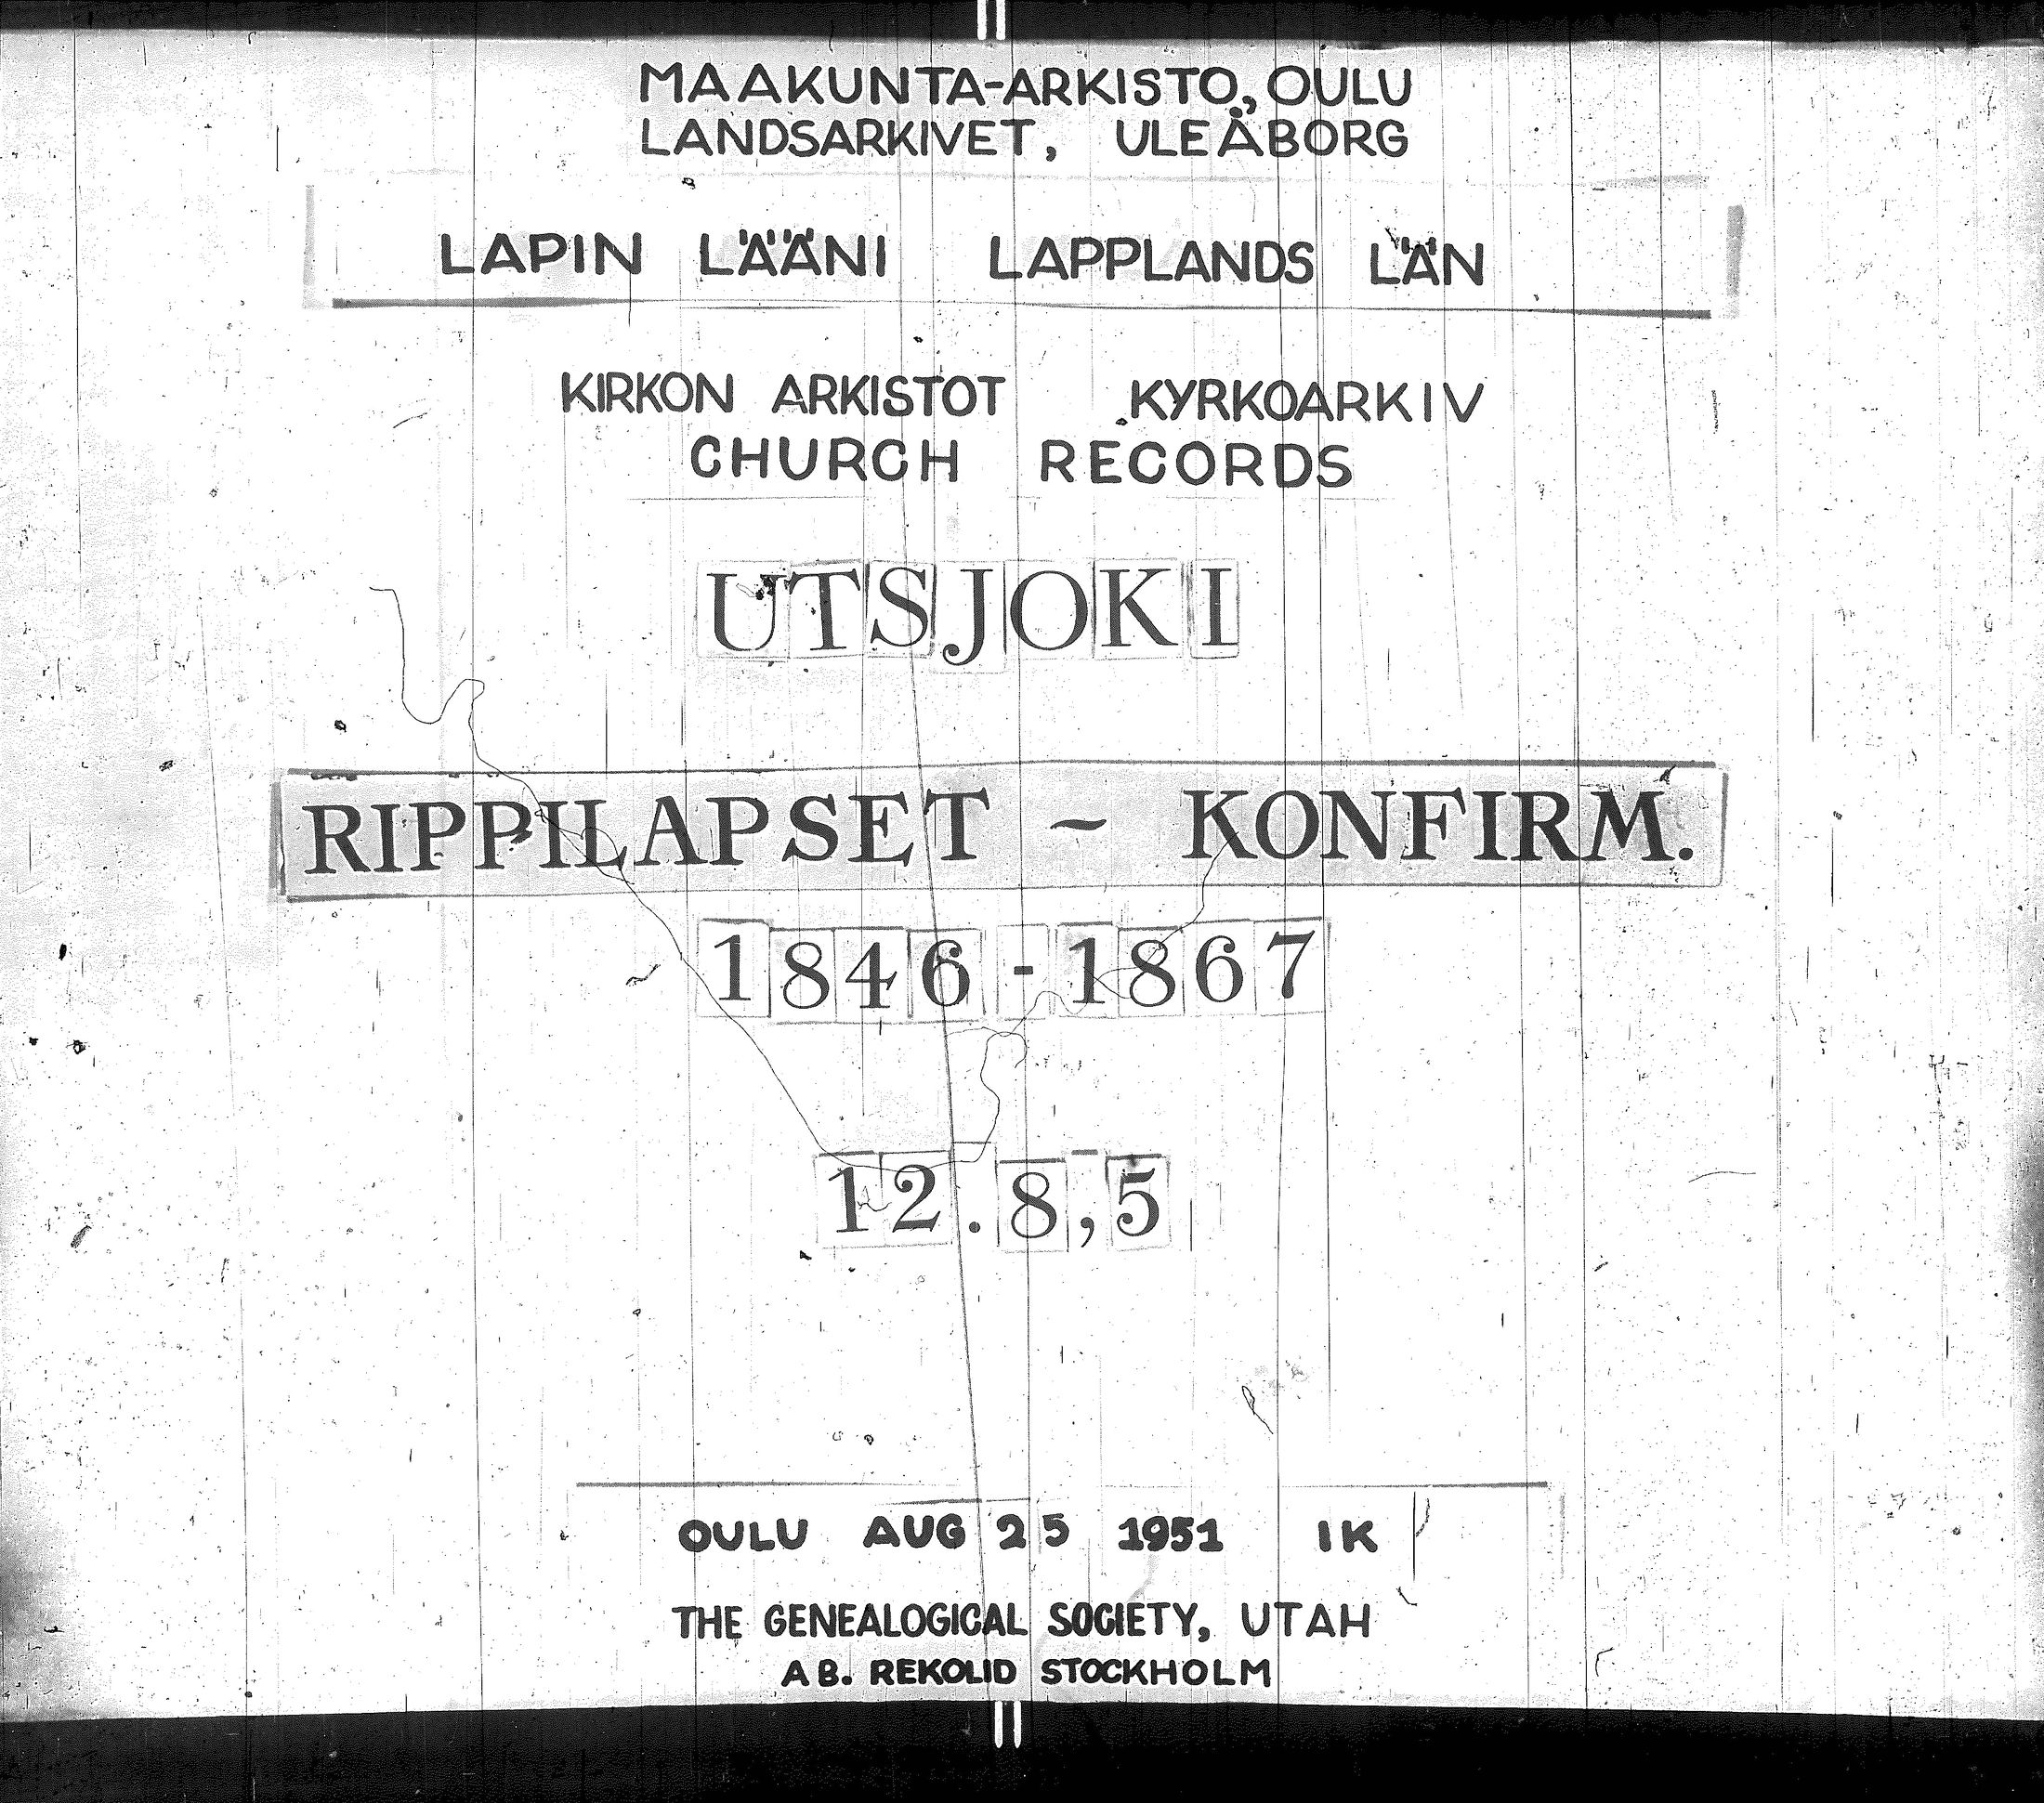 MAAKUNTA-ARKISTO, OULU
LANDSARKIVET, ULEÅBORG
LAPIN LÄÄNI LAPPLANDS LÄN
KIRKON ARKISTOT KYRKOARKIV
CHURCH RECORDS
UTSJOKI
RIPPILAPSET ~ KONFIRM.
1846-1867
12.8,5
OULU AUG 25 1951 IK
THE GENEALOGICAL SOCIETY, UTAH
AB. REKOLID STOCKHOLM